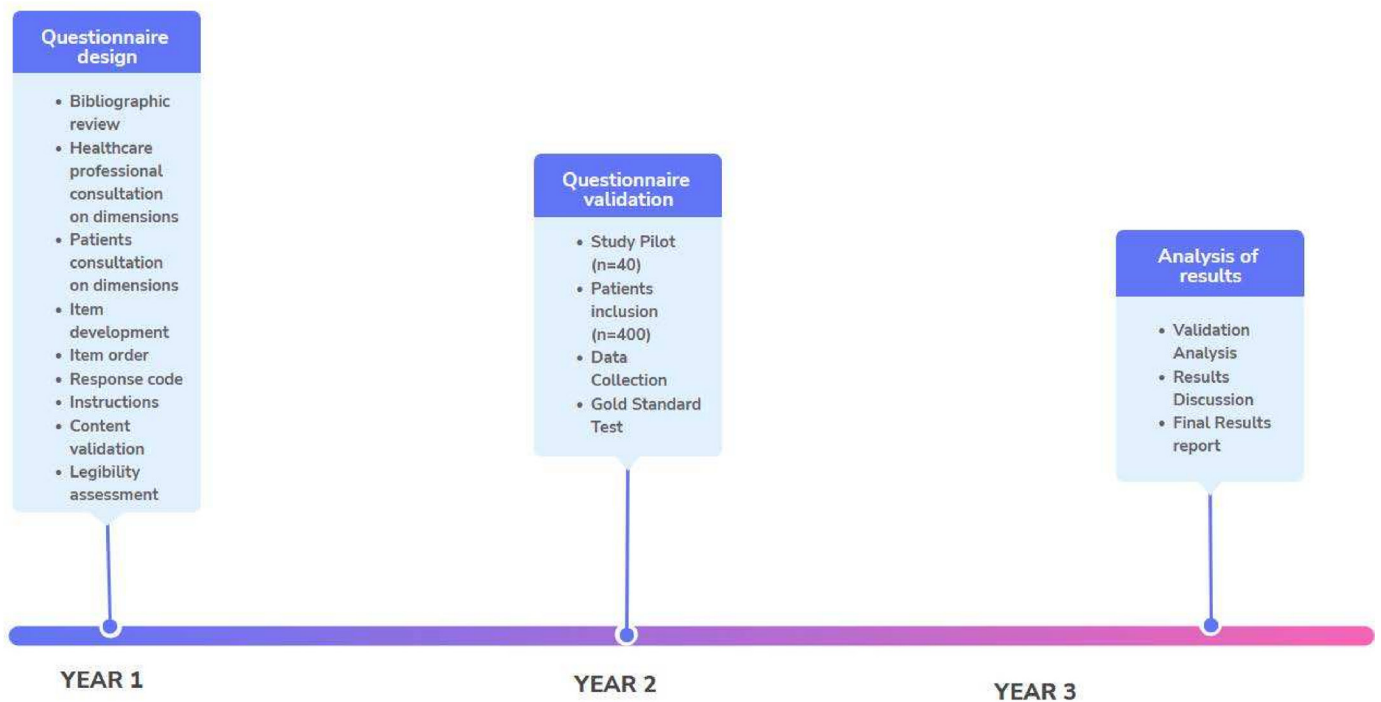 Questionnaire
design
• Bibliographic
review
• Healthcare
professional
consultation
on dimensions
• Patients
consultation
on dimensions
• Item
development
• Item order
• Response code
• Instructions
• Content
validation
• Legibility
assessment
Questionnaire
validation
• Study Pilot
(n=40)
• Patients
inclusion
(n=400)
• Data
Collection
• Gold Standard
Test
Analysis of
results
• Validation
Analysis
• Results
Discussion
• Final Results
report
YEAR 1
YEAR 2
YEAR 3